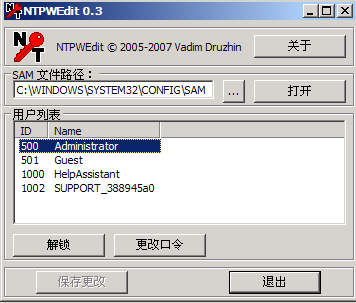 NTPWEdit 0.3
NTPWEdit © 2005-2007 Vadim Druzhin 关于
SAM 文件路径：
C:\WINDOWS\SYSTEM32\CONFIG\SAM ... 打开
用户列表
ID Name
500 Administrator
501 Guest
1000 HelpAssistant
1002 SUPPORT_388945a0
解锁 更改口令
保存更改 退出